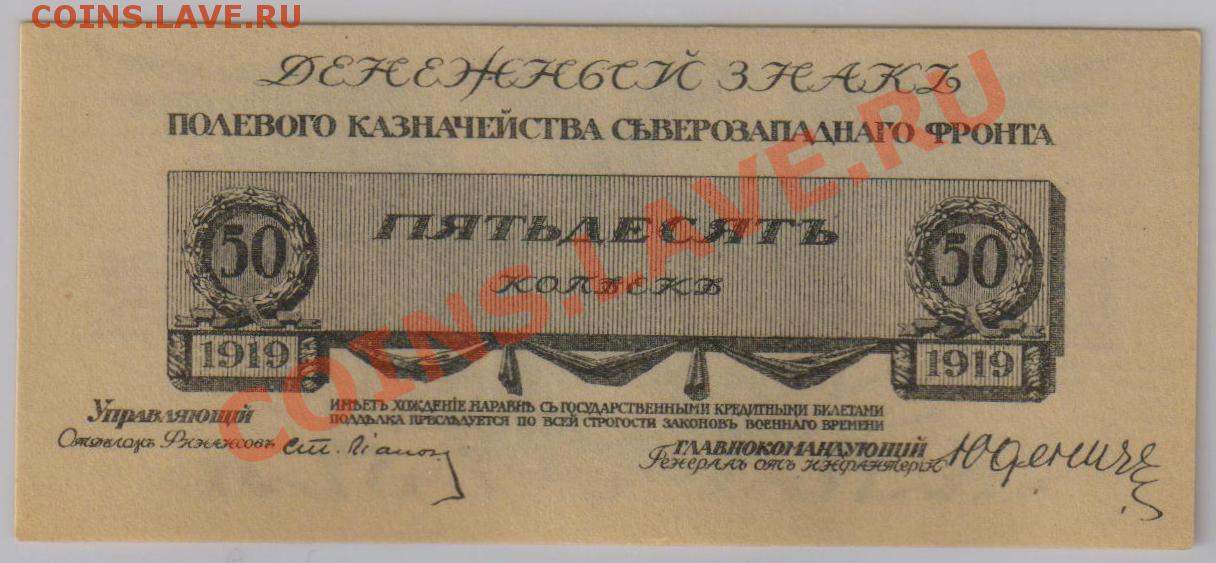 COINS.LAVE.RU
ДЕНЕЖНЫЙ ЗНАКЪ
ПОЛЕВОГО КАЗНАЧЕЙСТВА СѢВЕРОЗАПАДНАГО ФРОНТА
50 ПЯТЬДЕСЯТЪ 50
КОПѢЕКЪ
1919 1919
COINS.LAVE.RU
ИМѢЕТЪ ХОЖДЕНІЕ НАРАВНѢ СЪ ГОСУДАРСТВЕННЫМИ КРЕДИТНЫМИ БИЛЕТАМИ
ПОДДѢЛКА ПРЕСЛѢДУЕТСЯ ПО ВСЕЙ СТРОГОСТИ ЗАКОНОВЪ ВОЕННАГО ВРЕМЕНИ
Управляющій
Отдѣломъ Финансовъ
ГЛАВНОКОМАНДУЮЩІЙ
Генералъ отъ инфантеріи Юденичъ